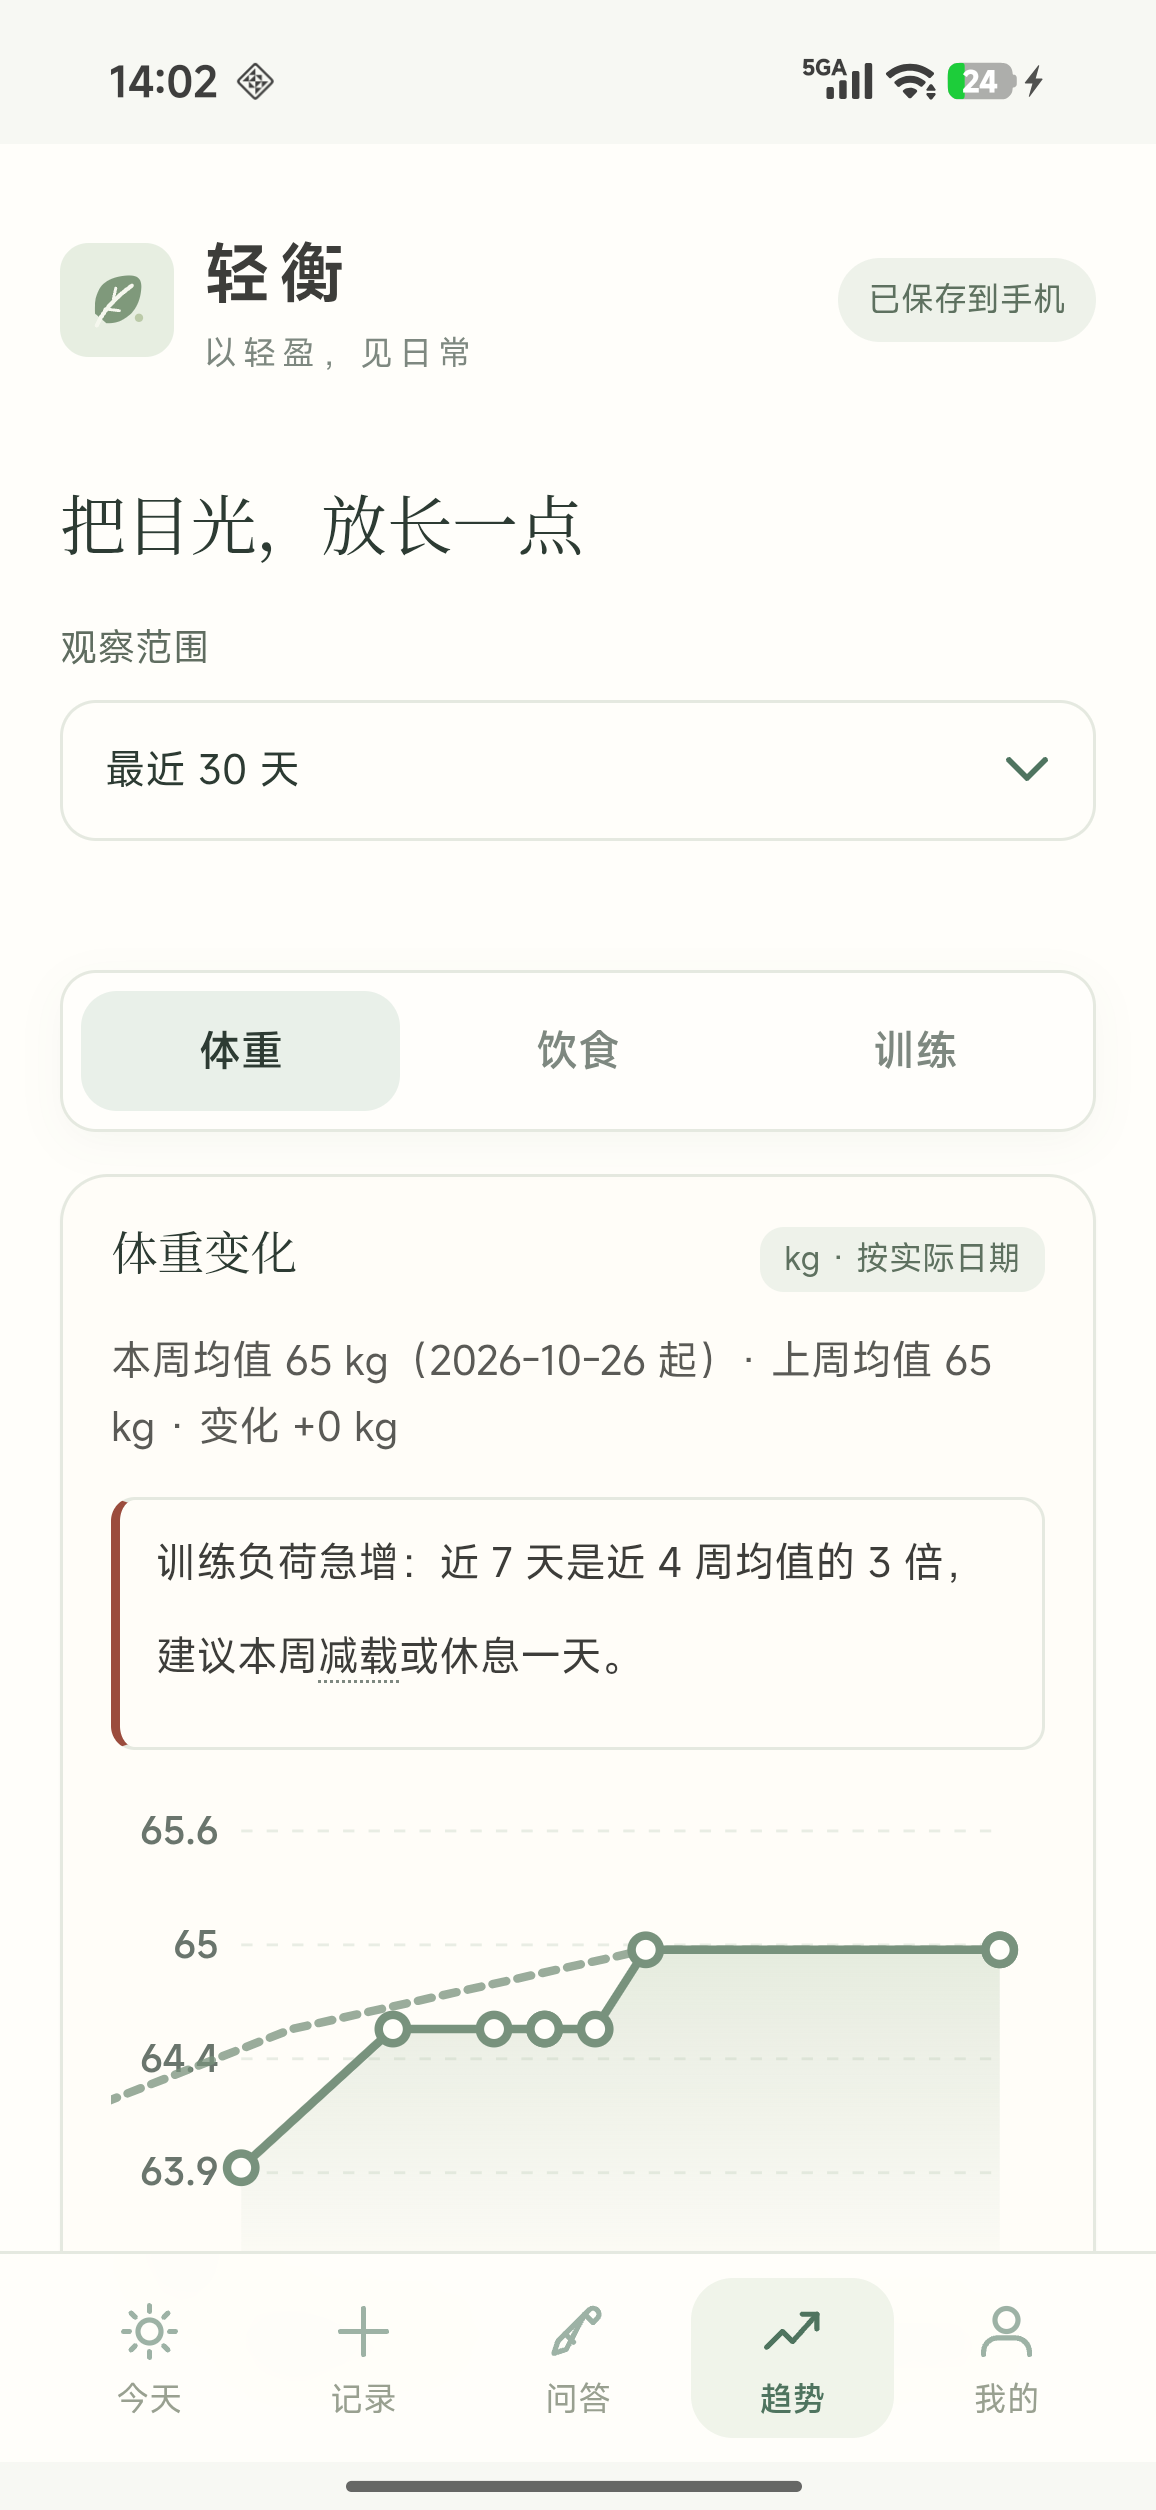 14:02
5GA
24
轻衡
以轻盈，见日常
已保存到手机
把目光，放长一点
观察范围
最近 30 天
体重
饮食
训练
体重变化
kg · 按实际日期
本周均值 65 kg（2026-10-26 起） · 上周均值 65
kg · 变化 +0 kg
训练负荷急增：近 7 天是近 4 周均值的 3 倍，
建议本周减载或休息一天。
65.6
65
64.4
63.9
今天
记录
问答
趋势
我的